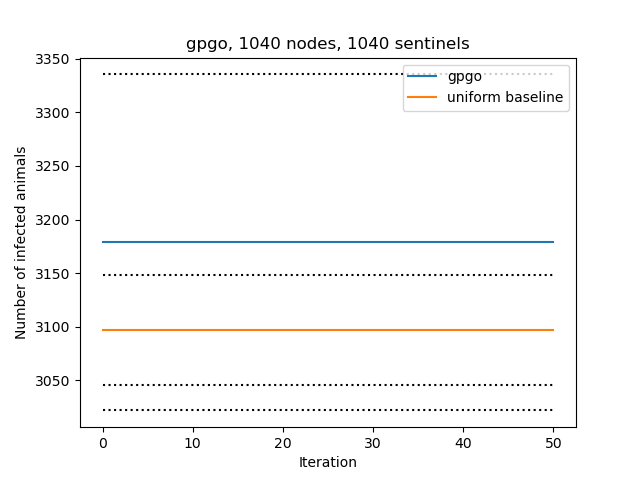 gpgo, 1040 nodes, 1040 sentinels
3350
3300
3250
3200
3150
3100
3050
Number of infected animals
gpgo
uniform baseline
0 10 20 30 40 50
Iteration